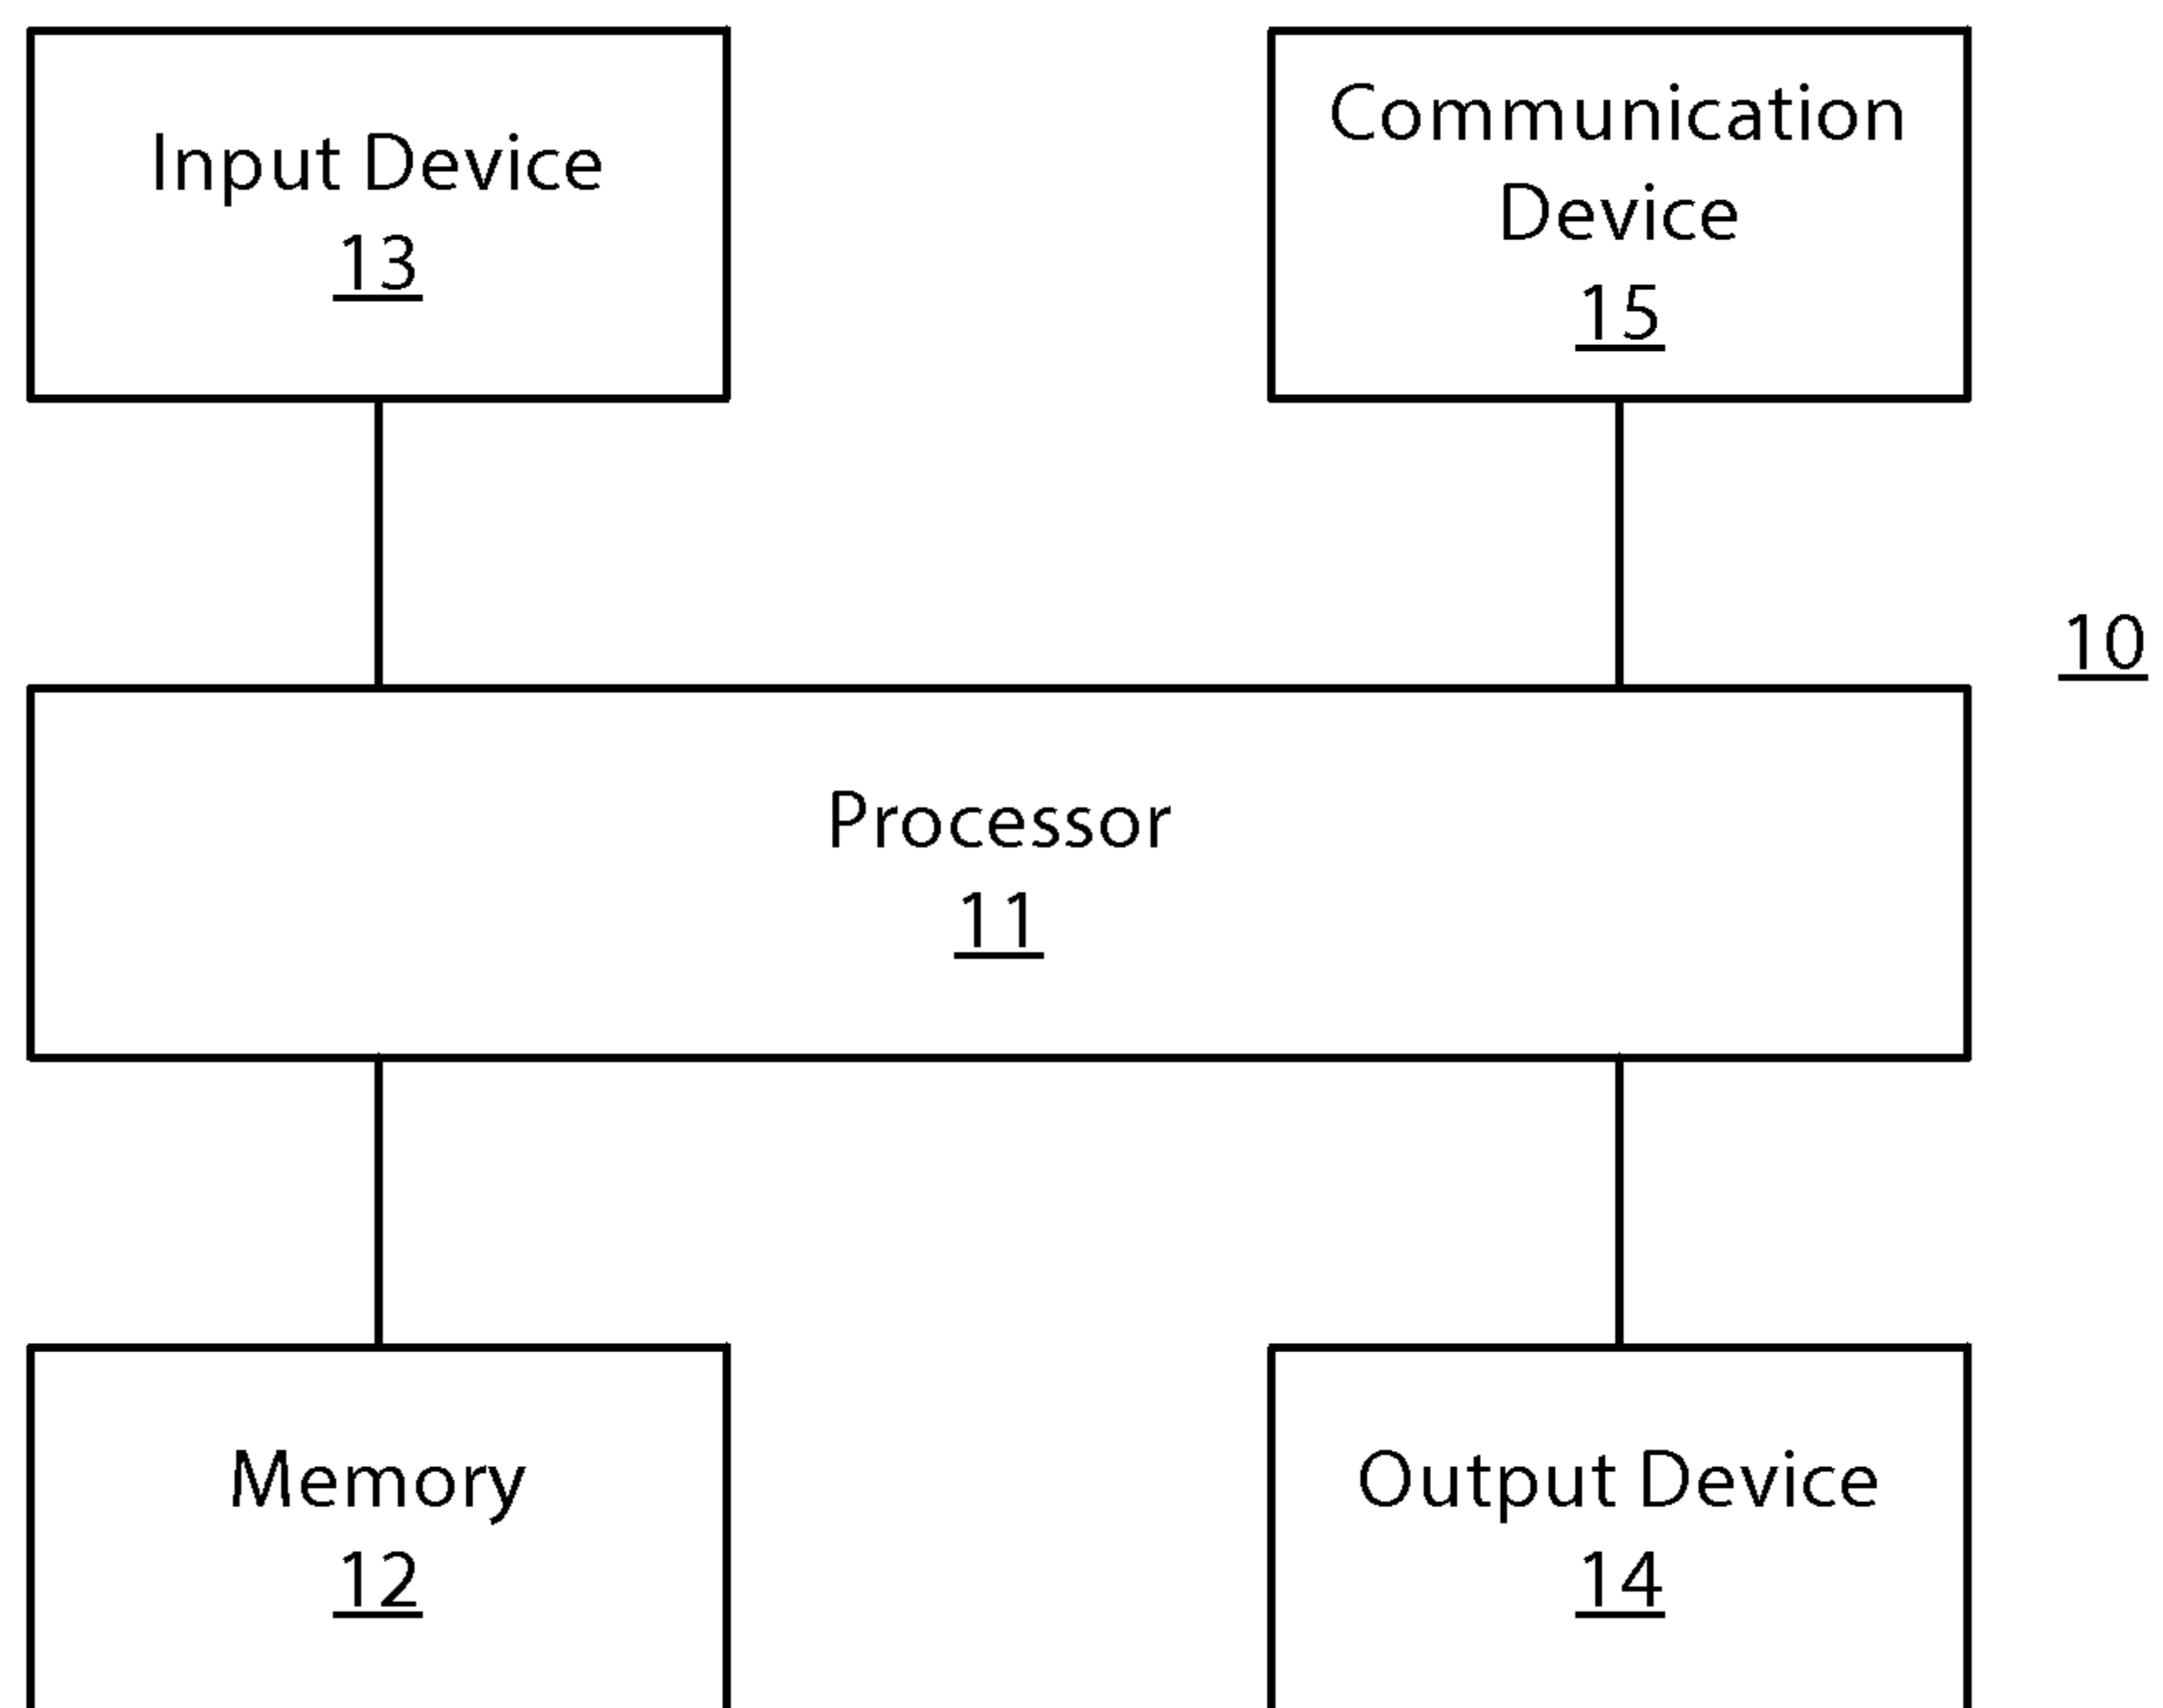 Input Device
13
Communication
Device
15
10
Processor
11
Memory
12
Output Device
14